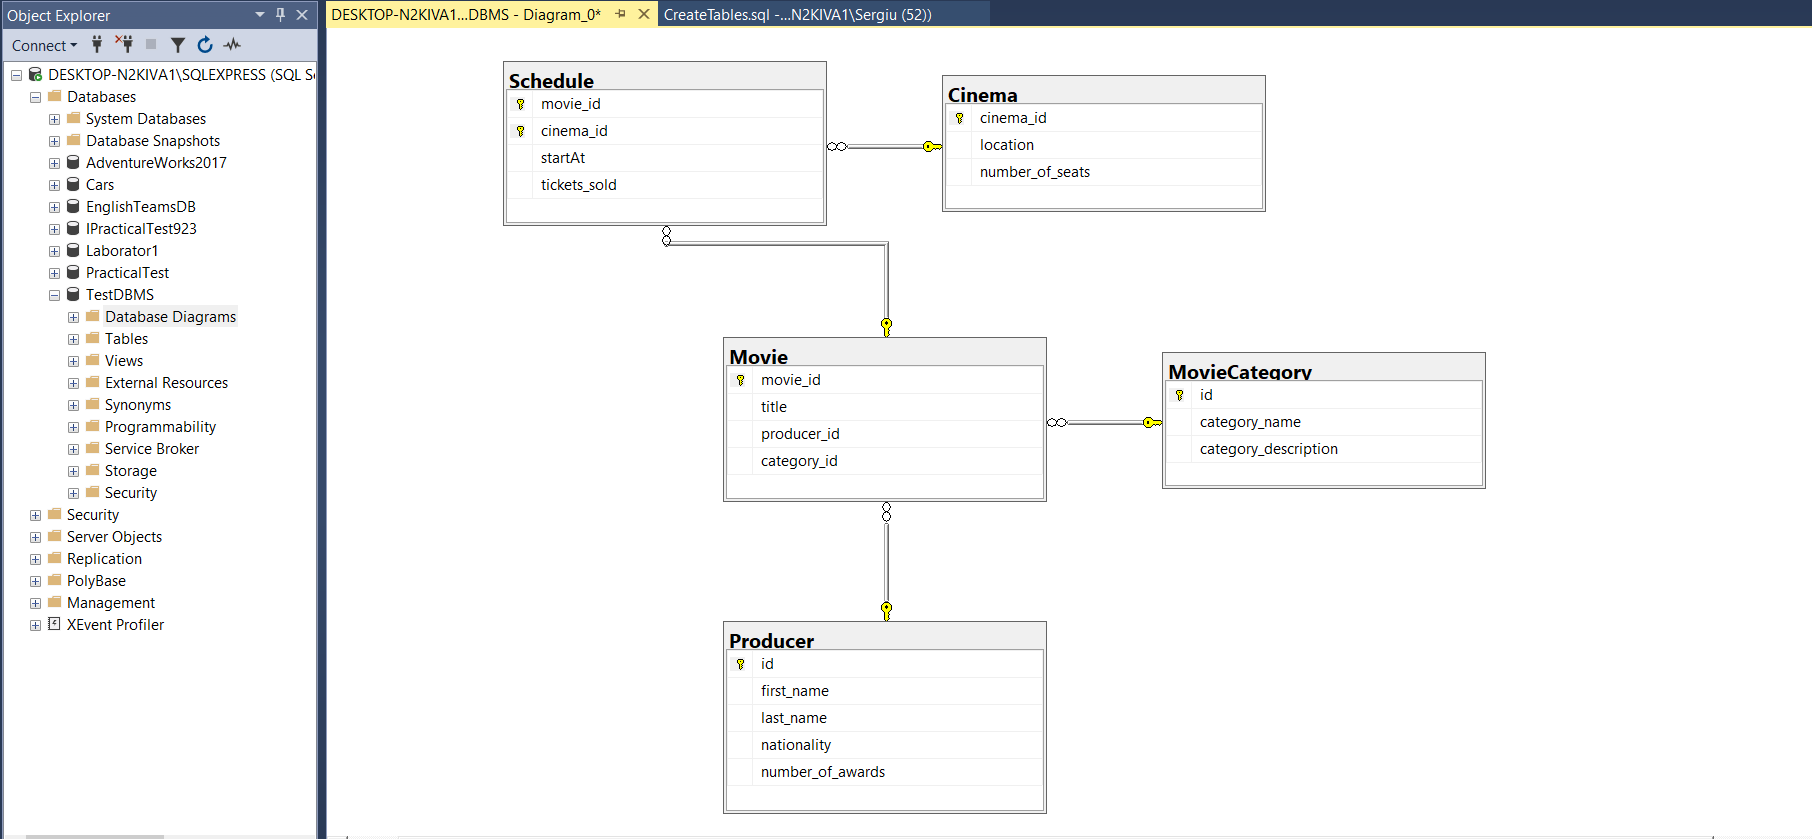 Object Explorer
Connect
DESKTOP-N2KIVA1\SQLEXPRESS (SQL S
Databases
System Databases
Database Snapshots
AdventureWorks2017
Cars
EnglishTeamsDB
IPracticalTest923
Laborator1
PracticalTest
TestDBMS
Database Diagrams
Tables
Views
External Resources
Synonyms
Programmability
Service Broker
Storage
Security
Security
Server Objects
Replication
PolyBase
Management
XEvent Profiler
DESKTOP-N2KIVA1...DBMS - Diagram_0*
CreateTables.sql -...N2KIVA1\Sergiu (52))
Schedule
movie_id
cinema_id
startAt
tickets_sold
Cinema
cinema_id
location
number_of_seats
Movie
movie_id
title
producer_id
category_id
MovieCategory
id
category_name
category_description
Producer
id
first_name
last_name
nationality
number_of_awards